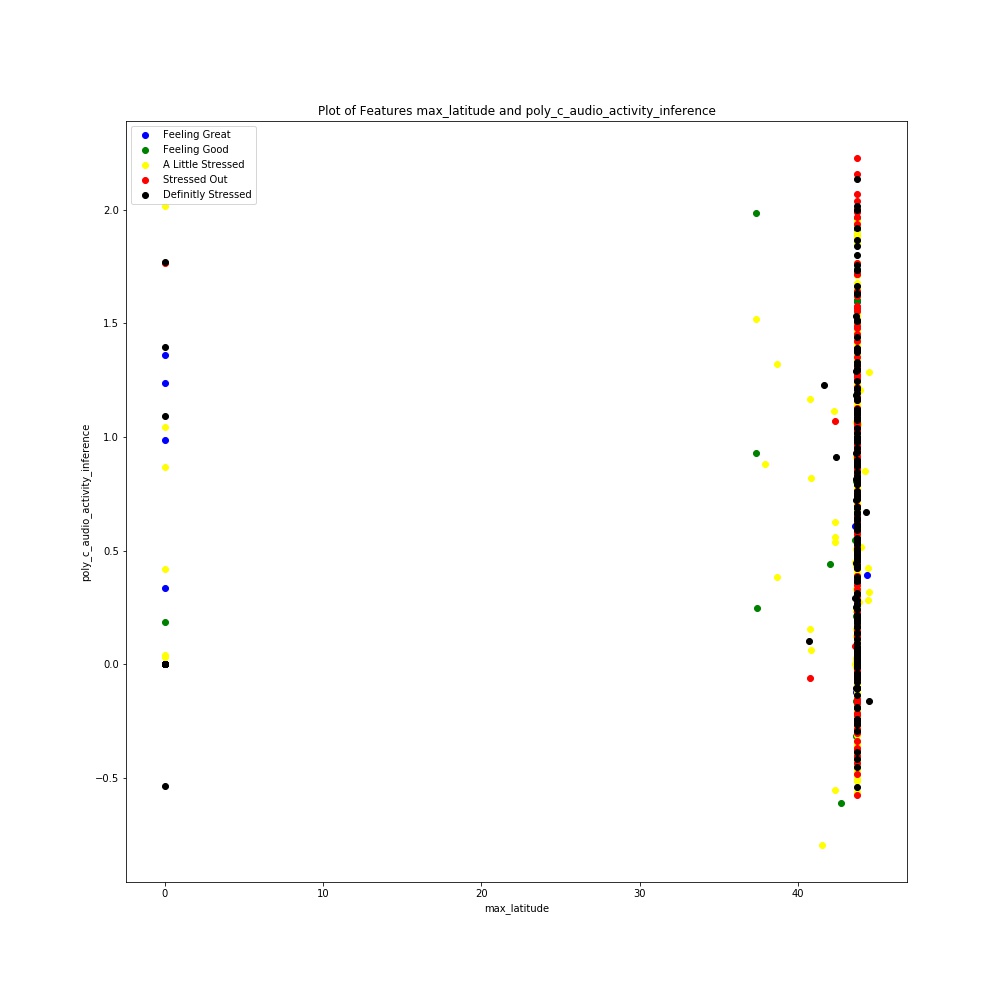 Plot of Features max_latitude and poly_c_audio_activity_inference
Feeling Great
Feeling Good
A Little Stressed
Stressed Out
Definitly Stressed
2.0
1.5
1.0
0.5
0.0
−0.5
poly_c_audio_activity_inference
0
10
20
30
40
max_latitude